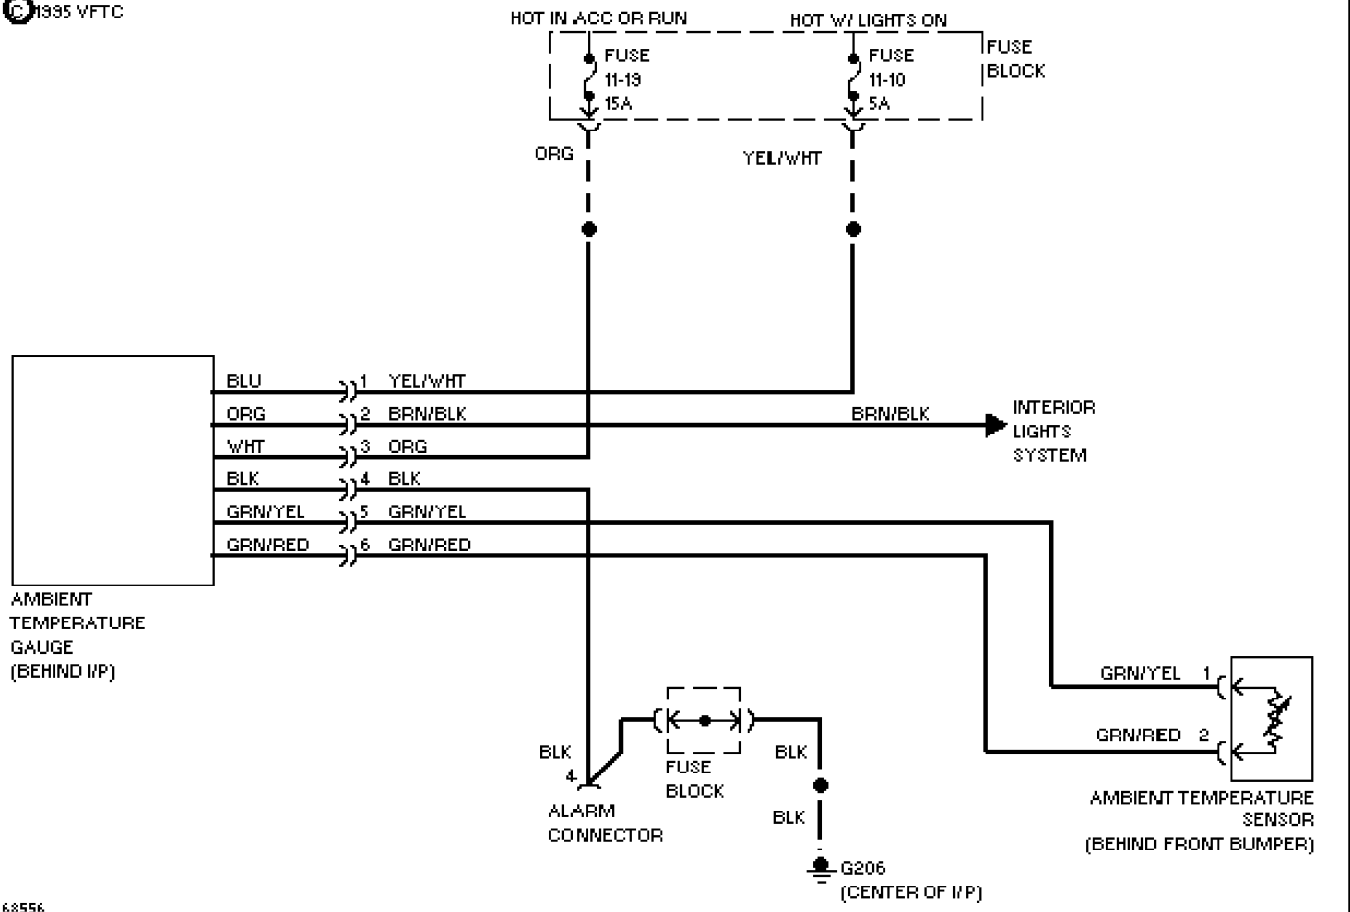 © 1995 VFTC
HOT IN ACC OR RUN
HOT W/ LIGHTS ON
FUSE
11-19
15A
FUSE
11-10
5A
FUSE
BLOCK
ORG
YEL/WHT
BLU
1
YEL/WHT
ORG
2
BRN/BLK
BRN/BLK
INTERIOR
LIGHTS
SYSTEM
WHT
3
ORG
BLK
4
BLK
GRN/YEL
5
GRN/YEL
GRN/RED
6
GRN/RED
AMBIENT
TEMPERATURE
GAUGE
(BEHIND I/P)
GRN/YEL 1
GRN/RED 2
AMBIENT TEMPERATURE
SENSOR
(BEHIND FRONT BUMPER)
BLK
4
ALARM
CONNECTOR
FUSE
BLOCK
BLK
BLK
G206
(CENTER OF I/P)
68556